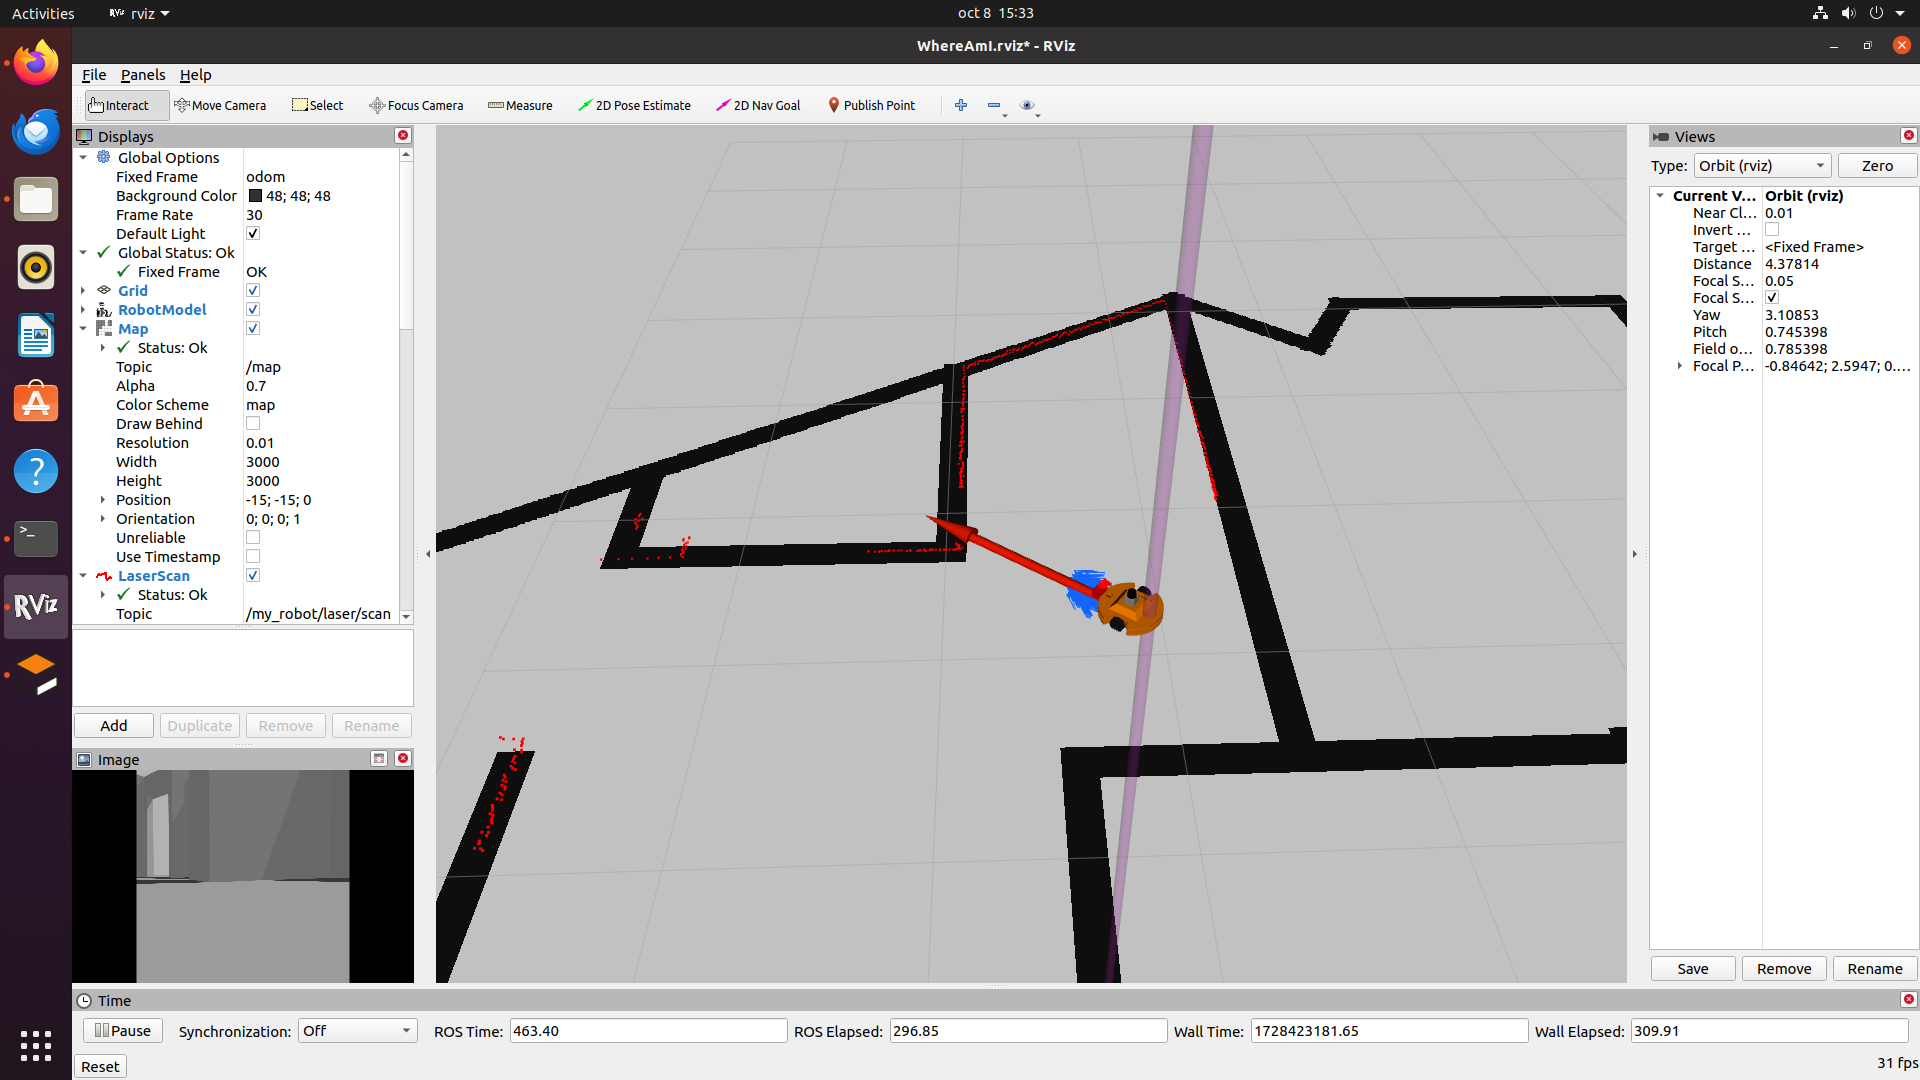 Activities
rviz
oct 8 15:33
WhereAmI.rviz* - RViz
File Panels Help
Interact
Move Camera
Select
Focus Camera
Measure
2D Pose Estimate
2D Nav Goal
Publish Point
Displays
Global Options
Fixed Frame odom
Background Color 48; 48; 48
Frame Rate 30
Default Light
Global Status: Ok
Fixed Frame OK
Grid
RobotModel
Map
Status: Ok
Topic /map
Alpha 0.7
Color Scheme map
Draw Behind
Resolution 0.01
Width 3000
Height 3000
Position -15; -15; 0
Orientation 0; 0; 0; 1
Unreliable
Use Timestamp
LaserScan
Status: Ok
Topic /my_robot/laser/scan
Add Duplicate Remove Rename
Image
RViz
Views
Type: Orbit (rviz) Zero
Current V... Orbit (rviz)
Near Cl... 0.01
Invert ...
Target ... <Fixed Frame>
Distance 4.37814
Focal S... 0.05
Focal S...
Yaw 3.10853
Pitch 0.745398
Field o... 0.785398
Focal P... -0.84642; 2.5947; 0....
Save Remove Rename
Time
Pause Synchronization: Off ROS Time: 463.40 ROS Elapsed: 296.85 Wall Time: 1728423181.65 Wall Elapsed: 309.91
Reset
31 fps